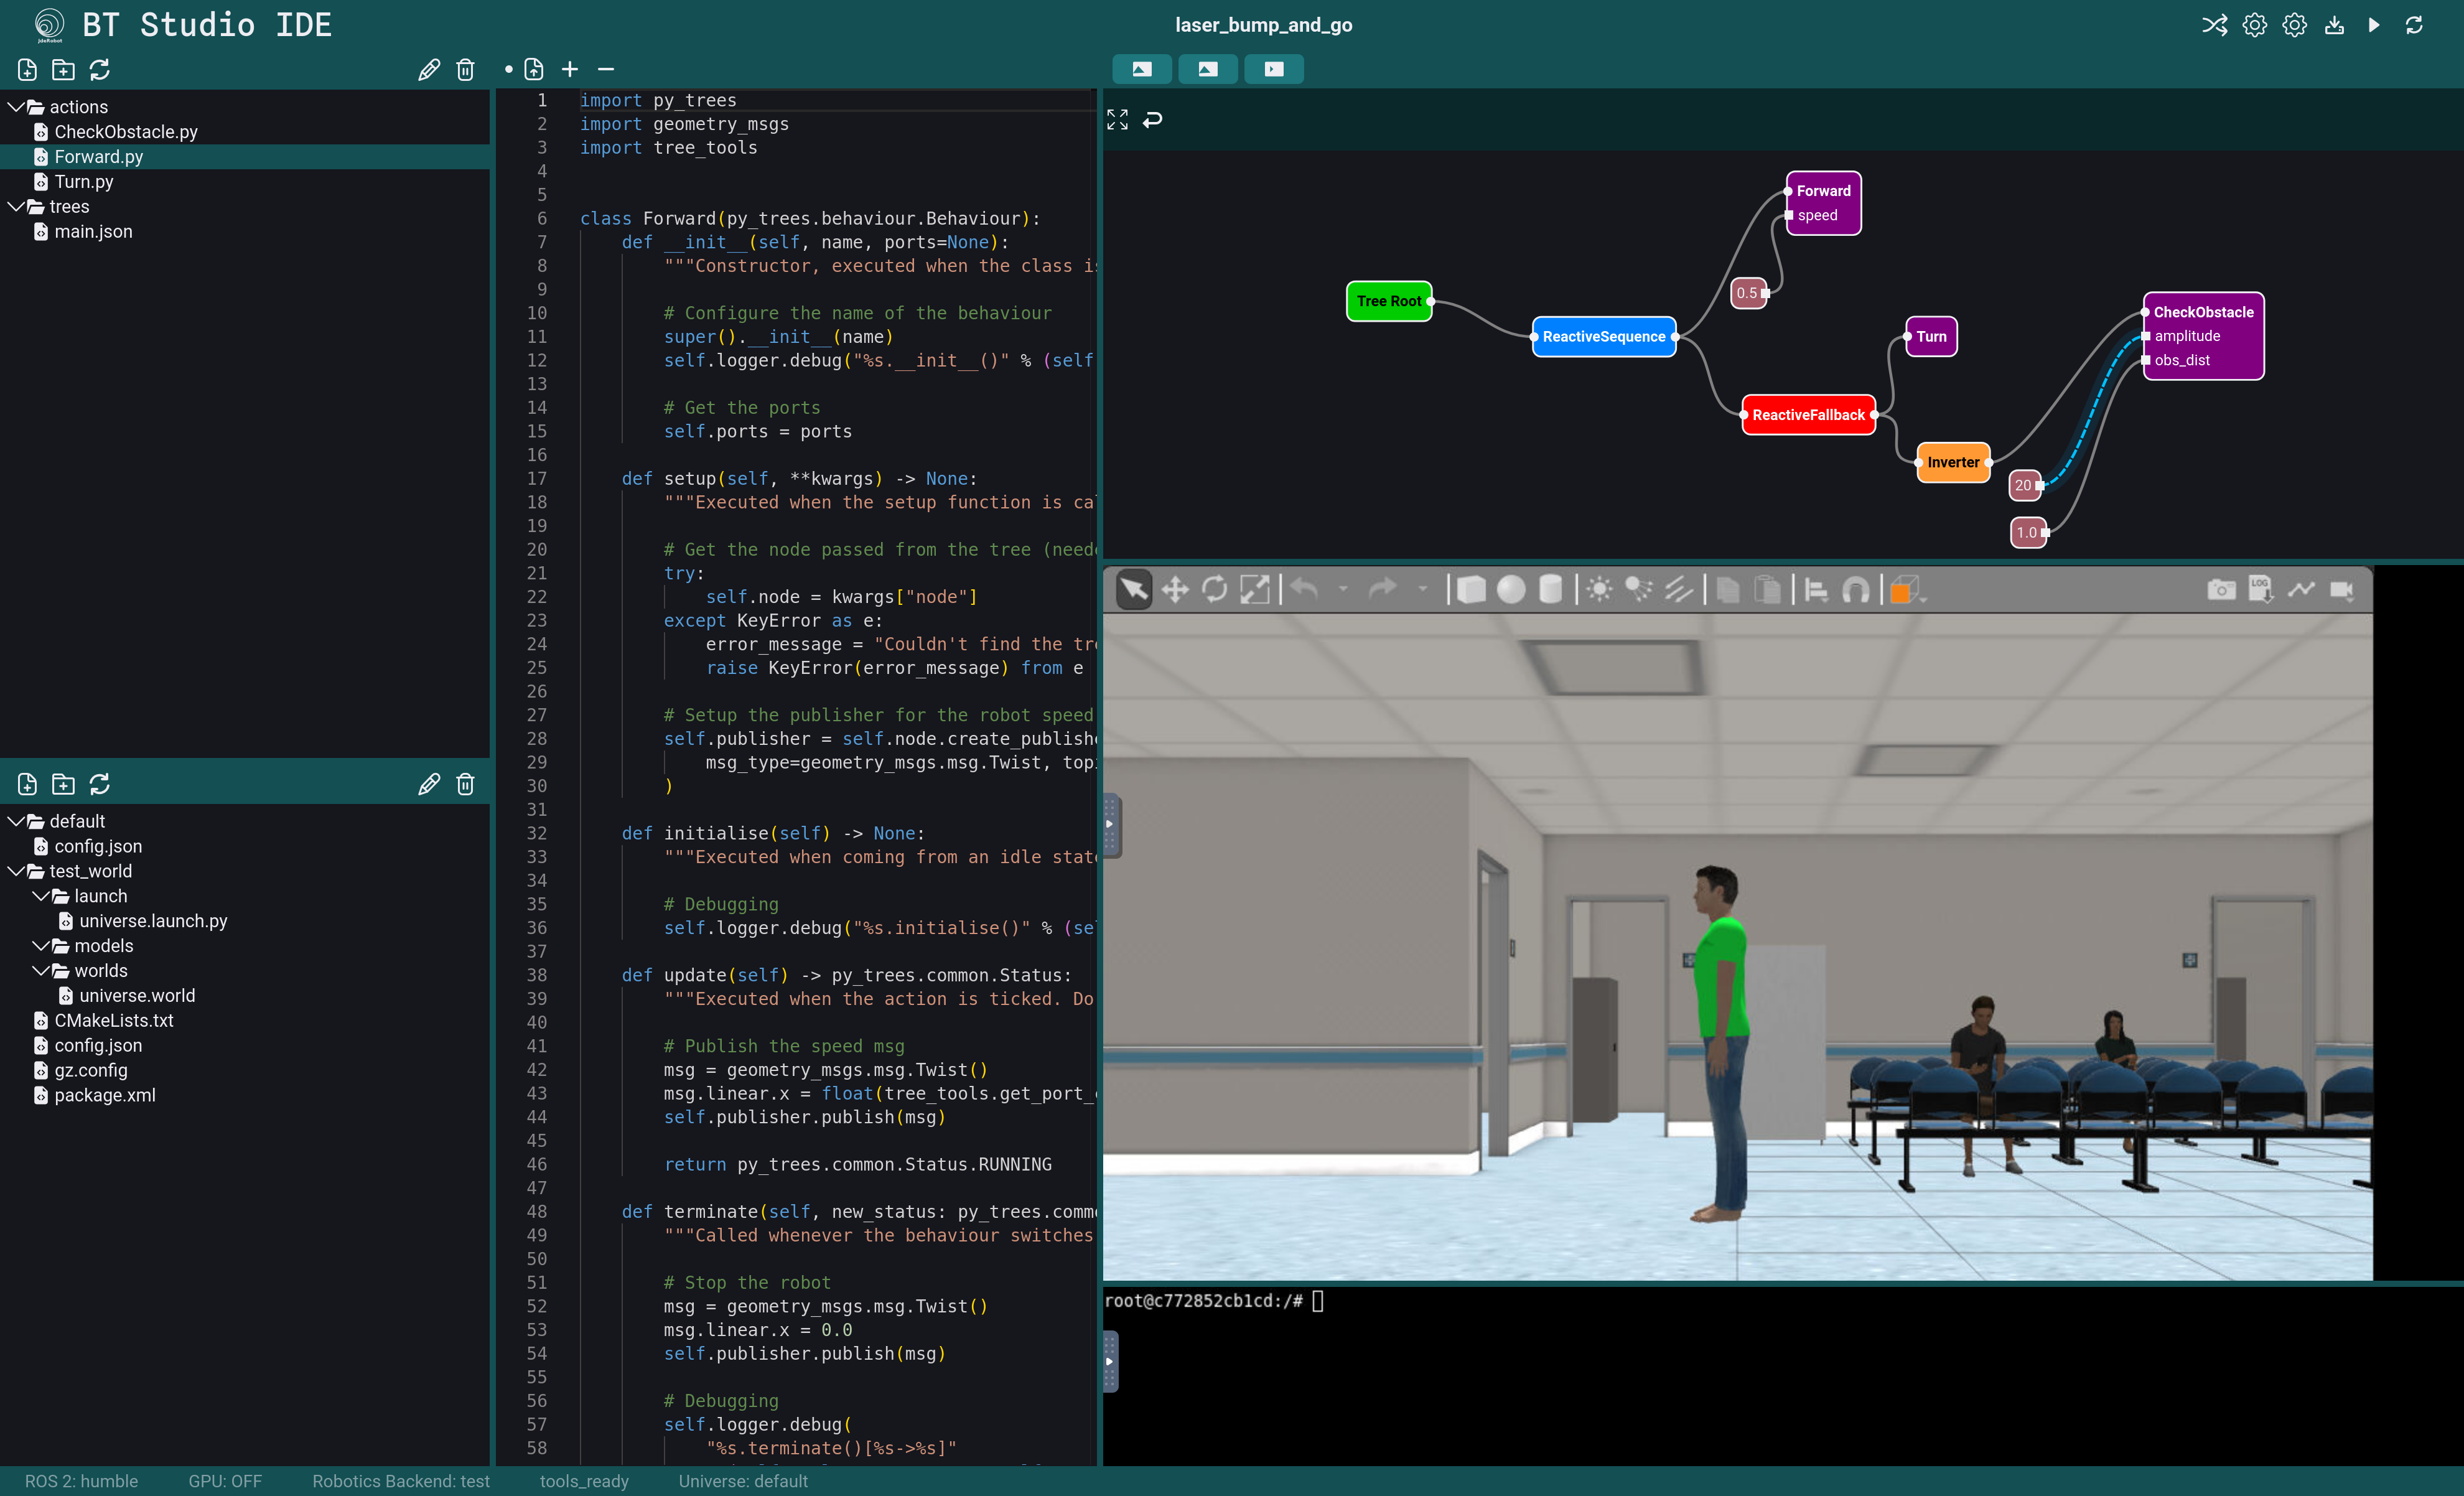 BT Studio IDE
laser_bump_and_go
JdeRobot
actions
CheckObstacle.py
Forward.py
Turn.py
trees
main.json
default
config.json
test_world
launch
universe.launch.py
models
worlds
universe.world
CMakeLists.txt
config.json
gz.config
package.xml
1 import py_trees
2 import geometry_msgs
3 import tree_tools
4
5
6 class Forward(py_trees.behaviour.Behaviour):
7 def __init__(self, name, ports=None):
8 """Constructor, executed when the class is
9
10 # Configure the name of the behaviour
11 super().__init__(name)
12 self.logger.debug("%s.__init__()" % (self
13
14 # Get the ports
15 self.ports = ports
16
17 def setup(self, **kwargs) -> None:
18 """Executed when the setup function is cal
19
20 # Get the node passed from the tree (neede
21 try:
22 self.node = kwargs["node"]
23 except KeyError as e:
24 error_message = "Couldn't find the tre
25 raise KeyError(error_message) from e
26
27 # Setup the publisher for the robot speed
28 self.publisher = self.node.create_publishe
29 msg_type=geometry_msgs.msg.Twist, topi
30 )
31
32 def initialise(self) -> None:
33 """Executed when coming from an idle state
34
35 # Debugging
36 self.logger.debug("%s.initialise()" % (sel
37
38 def update(self) -> py_trees.common.Status:
39 """Executed when the action is ticked. Do
40
41 # Publish the speed msg
42 msg = geometry_msgs.msg.Twist()
43 msg.linear.x = float(tree_tools.get_port_c
44 self.publisher.publish(msg)
45
46 return py_trees.common.Status.RUNNING
47
48 def terminate(self, new_status: py_trees.commo
49 """Called whenever the behaviour switches
50
51 # Stop the robot
52 msg = geometry_msgs.msg.Twist()
53 msg.linear.x = 0.0
54 self.publisher.publish(msg)
55
56 # Debugging
57 self.logger.debug(
58 "%s.terminate()[%s->%s]"
Forward
speed
0.5
Tree Root
ReactiveSequence
Turn
CheckObstacle
amplitude
obs_dist
ReactiveFallback
Inverter
20
1.0
LOG
root@c772852cb1cd:/#
ROS 2: humble
GPU: OFF
Robotics Backend: test
tools_ready
Universe: default